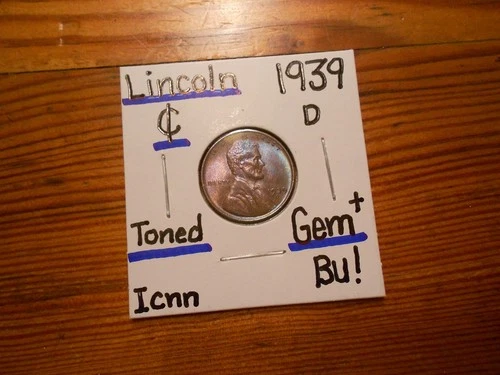 Lincoln 1939
¢ D
Toned Gem+
Bu!
Icnn